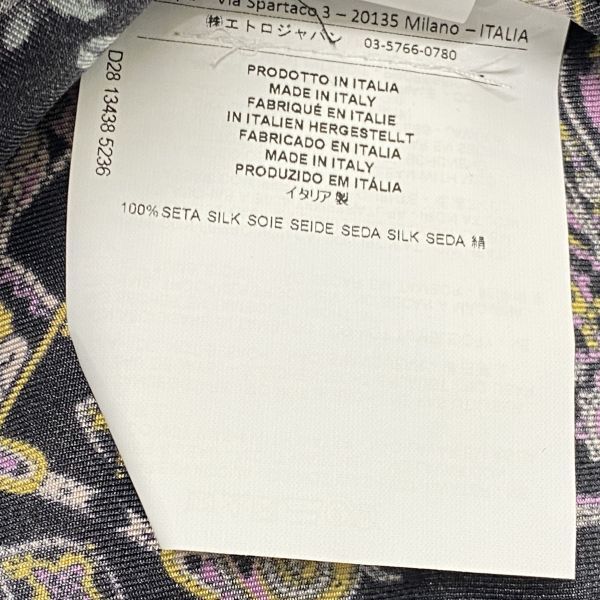 Via Spartaco 3 – 20135 Milano – ITALIA
㈱エトロジャパン 03-5766-0780
D28 13438 5236
PRODOTTO IN ITALIA
MADE IN ITALY
FABRIQUÉ EN ITALIE
IN ITALIEN HERGESTELLT
FABRICADO EN ITALIA
MADE IN ITALY
PRODUZIDO EM ITÁLIA
イタリア製
100% SETA SILK SOIE SEIDE SEDA SILK SEDA 絹